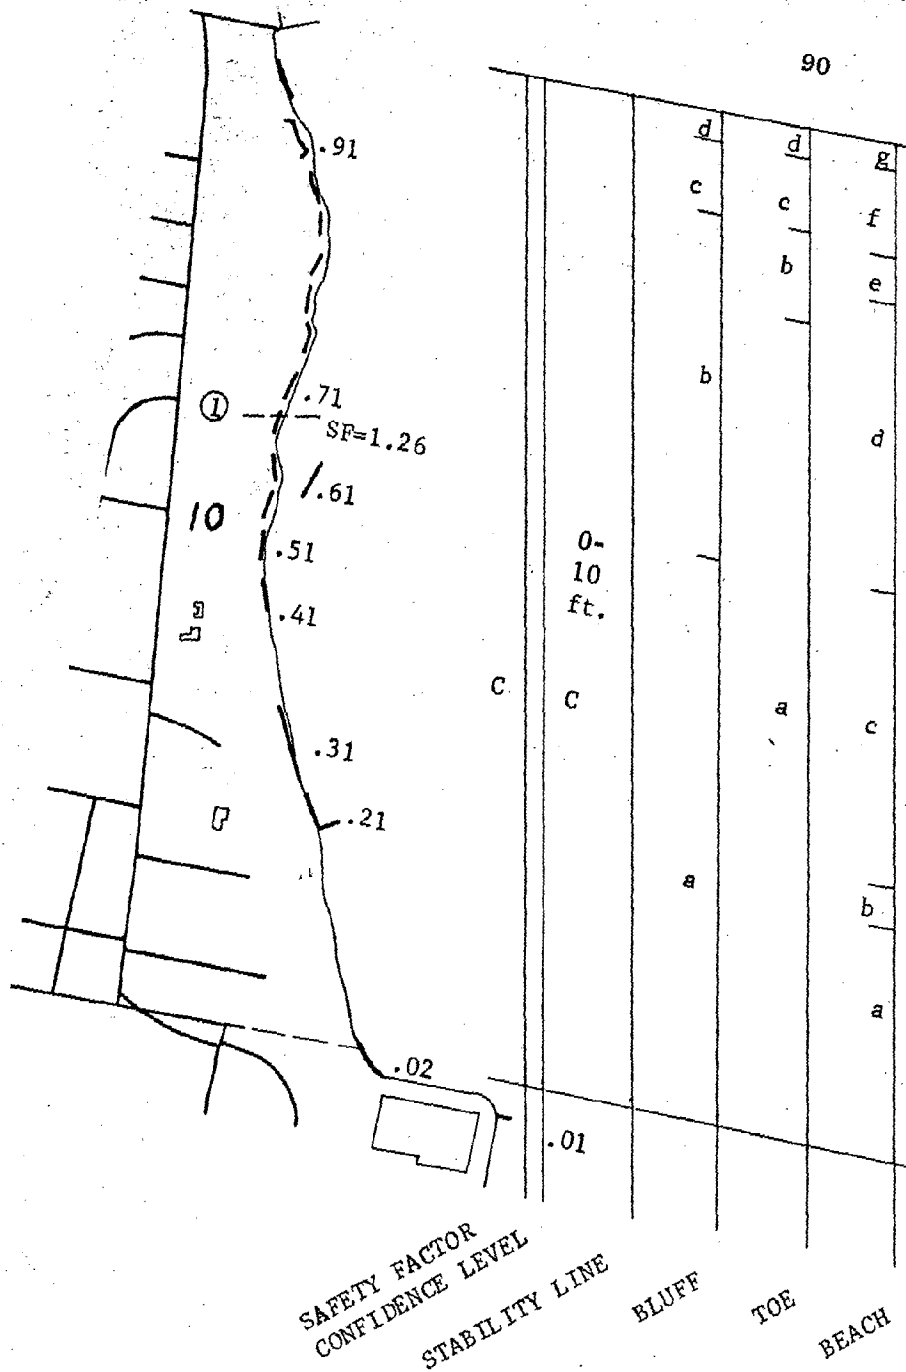 90
d
d
g
.91
c
c
f
b
e
b
.71
①
SF=1.26
d
.61
10
.51
0-
10
ft.
.41
C
C
a
c
.31
.21
a
b
a
.02
.01
SAFETY FACTOR
CONFIDENCE LEVEL
STABILITY LINE
BLUFF
TOE
BEACH